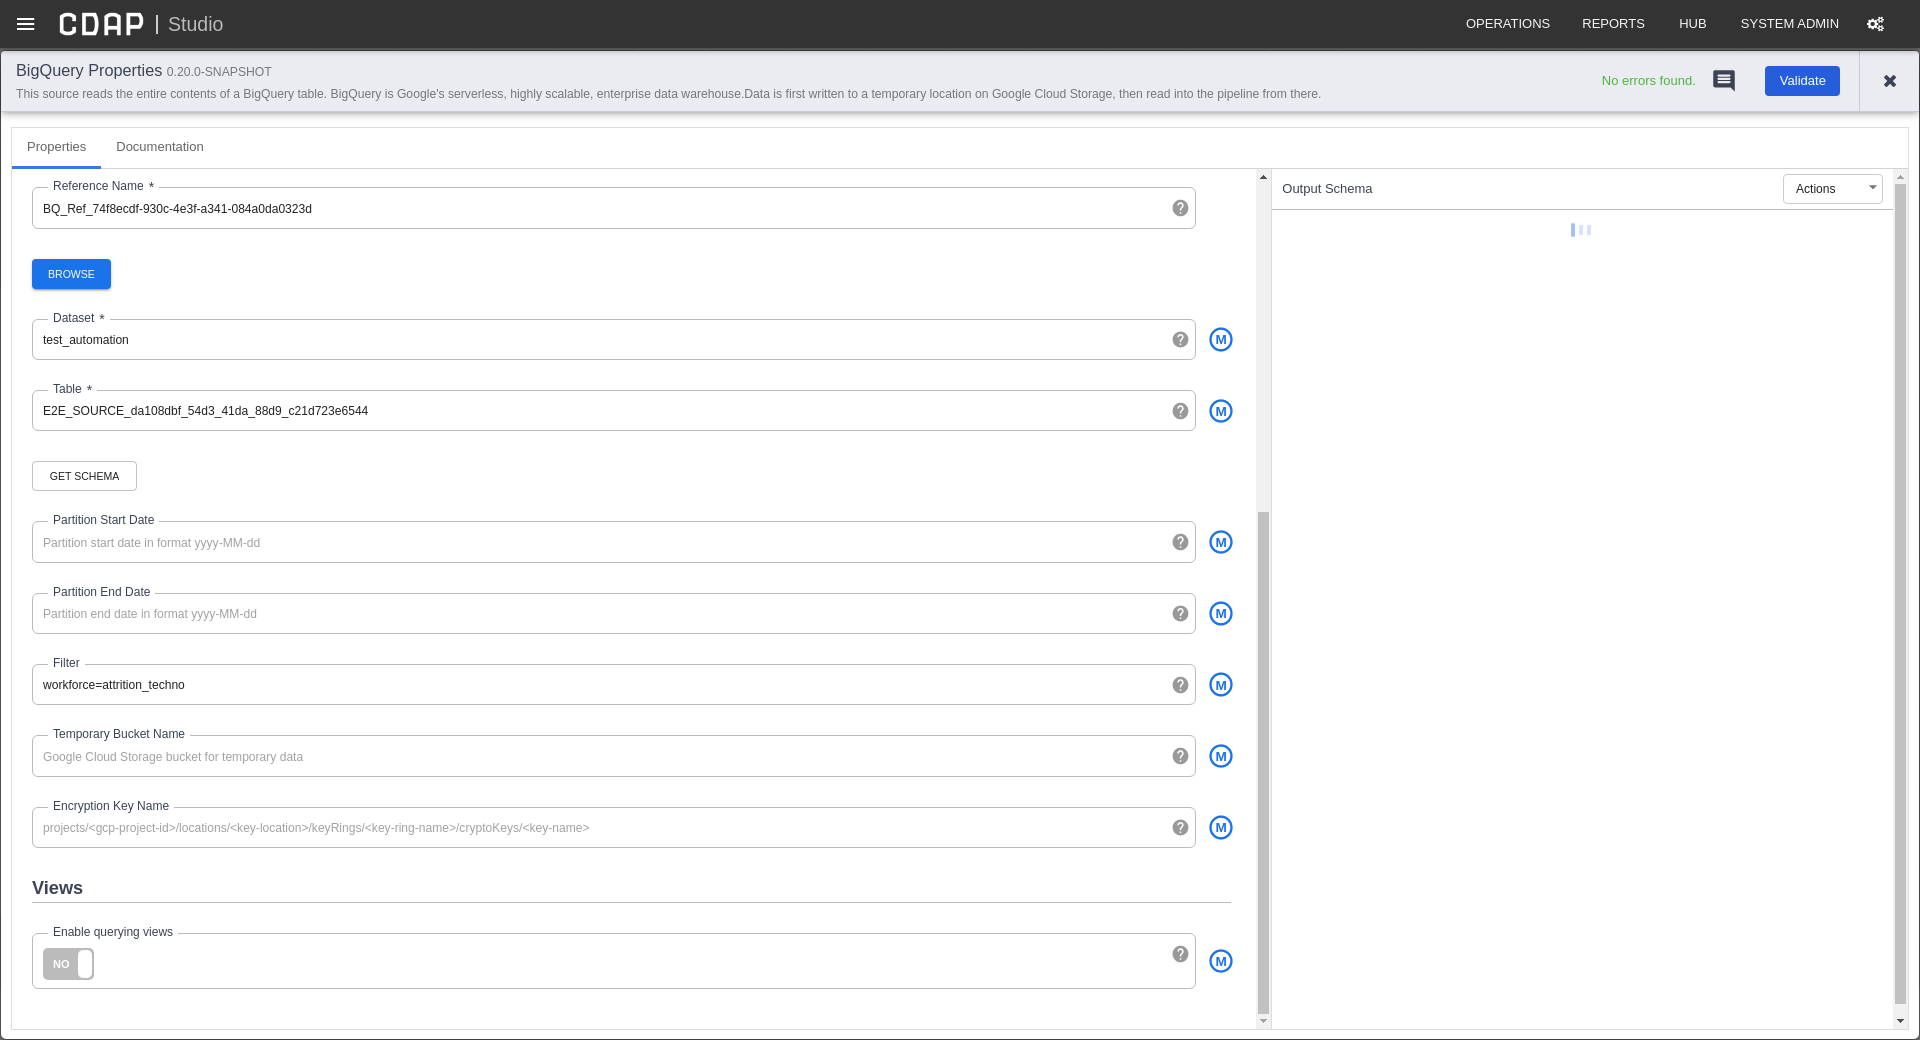 CDAP | Studio
OPERATIONS REPORTS HUB SYSTEM ADMIN
BigQuery Properties 0.20.0-SNAPSHOT
This source reads the entire contents of a BigQuery table. BigQuery is Google's serverless, highly scalable, enterprise data warehouse.Data is first written to a temporary location on Google Cloud Storage, then read into the pipeline from there.
No errors found.
Validate
Properties Documentation
Reference Name *
BQ_Ref_74f8ecdf-930c-4e3f-a341-084a0da0323d
BROWSE
Dataset *
test_automation
M
Table *
E2E_SOURCE_da108dbf_54d3_41da_88d9_c21d723e6544
M
GET SCHEMA
Partition Start Date
Partition start date in format yyyy-MM-dd
M
Partition End Date
Partition end date in format yyyy-MM-dd
M
Filter
workforce=attrition_techno
M
Temporary Bucket Name
Google Cloud Storage bucket for temporary data
M
Encryption Key Name
projects/<gcp-project-id>/locations/<key-location>/keyRings/<key-ring-name>/cryptoKeys/<key-name>
M
Views
Enable querying views
NO
M
Output Schema
Actions